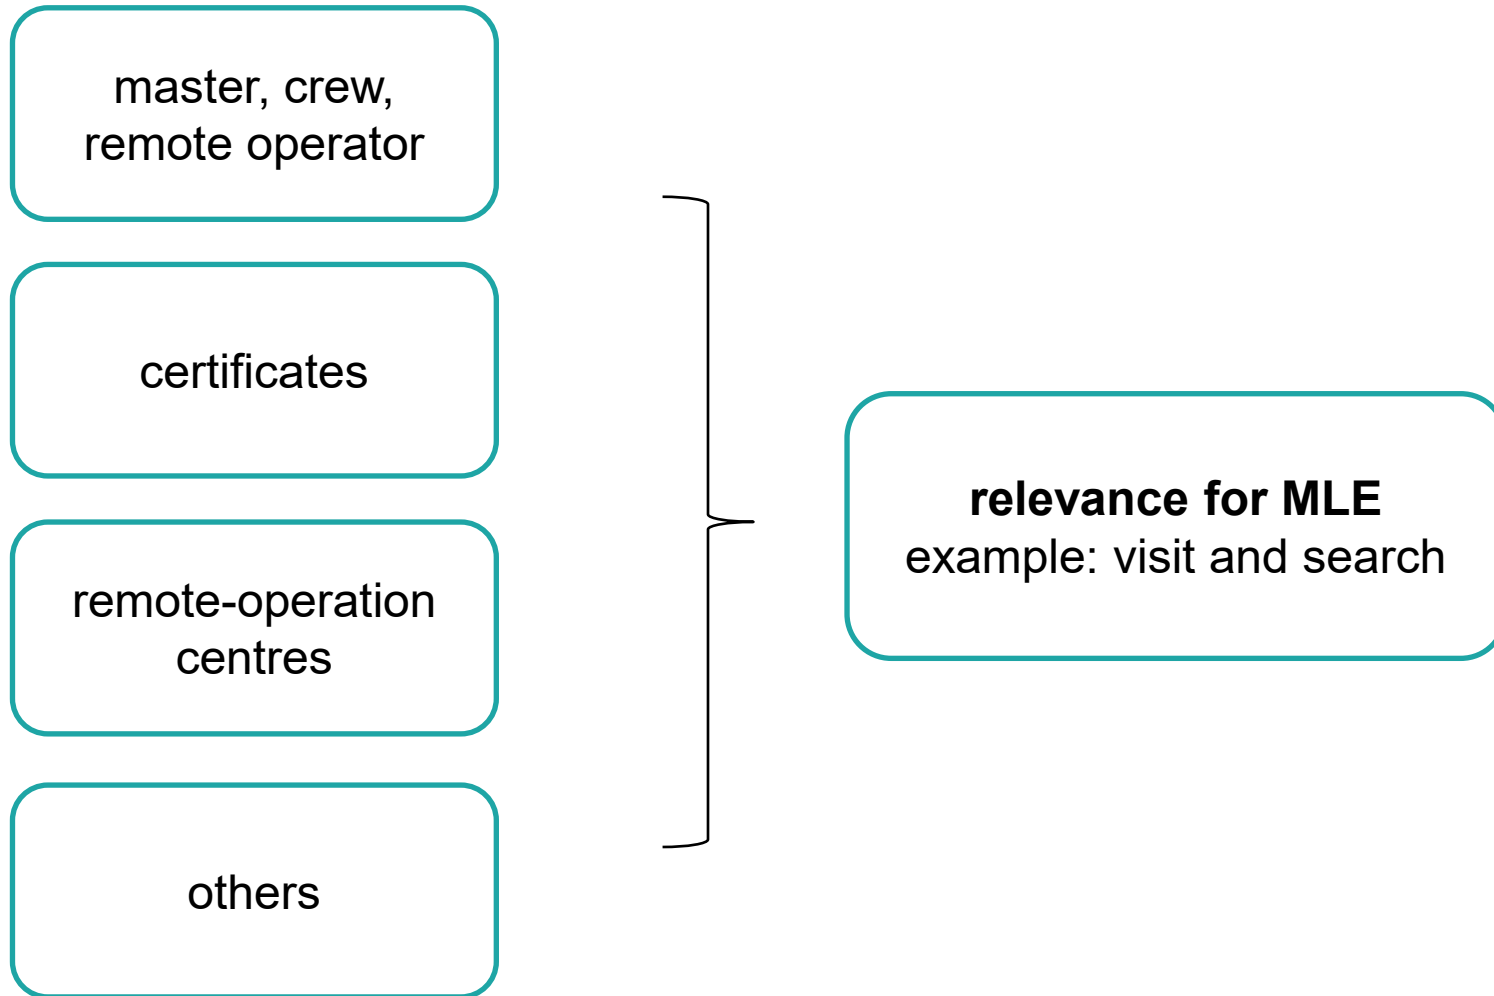 master, crew,
remote operator
certificates
remote-operation
centres
others
relevance for MLE
example: visit and search